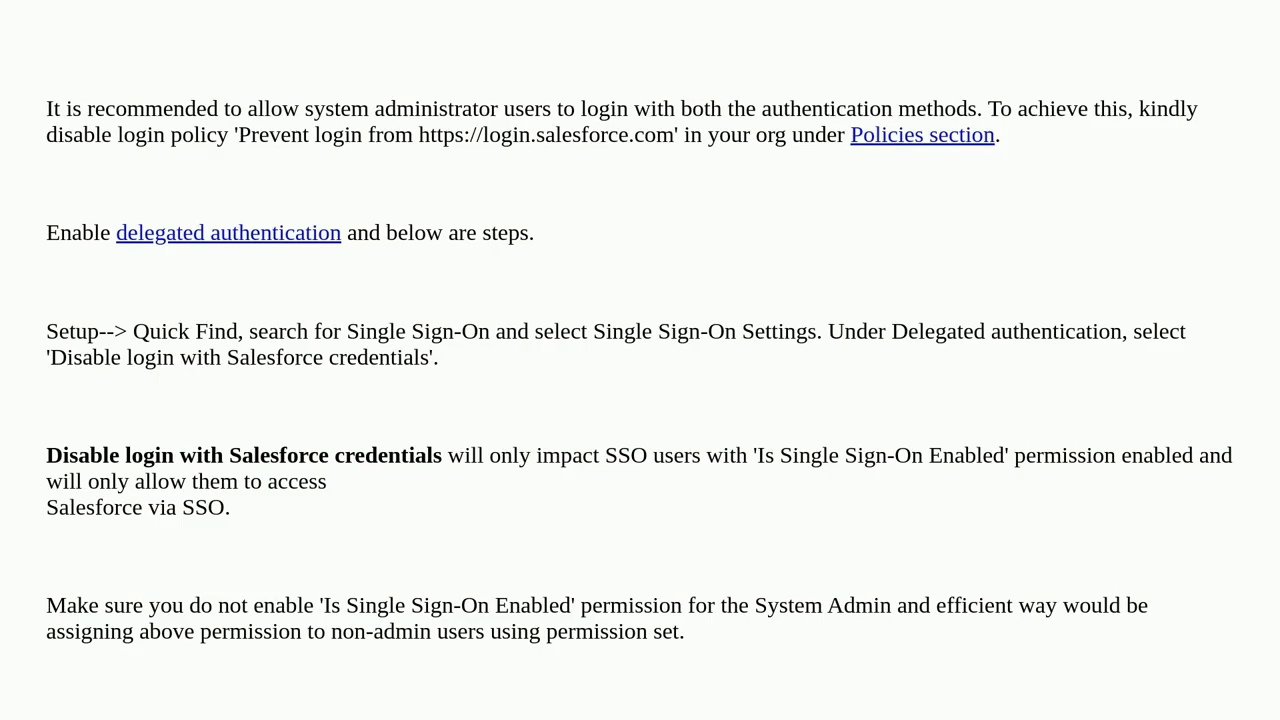 It is recommended to allow system administrator users to login with both the authentication methods. To achieve this, kindly
disable login policy 'Prevent login from https://login.salesforce.com' in your org under Policies section.
Enable delegated authentication and below are steps.
Setup--> Quick Find, search for Single Sign-On and select Single Sign-On Settings. Under Delegated authentication, select
'Disable login with Salesforce credentials'.
Disable login with Salesforce credentials will only impact SSO users with 'Is Single Sign-On Enabled' permission enabled and
will only allow them to access
Salesforce via SSO.
Make sure you do not enable 'Is Single Sign-On Enabled' permission for the System Admin and efficient way would be
assigning above permission to non-admin users using permission set.